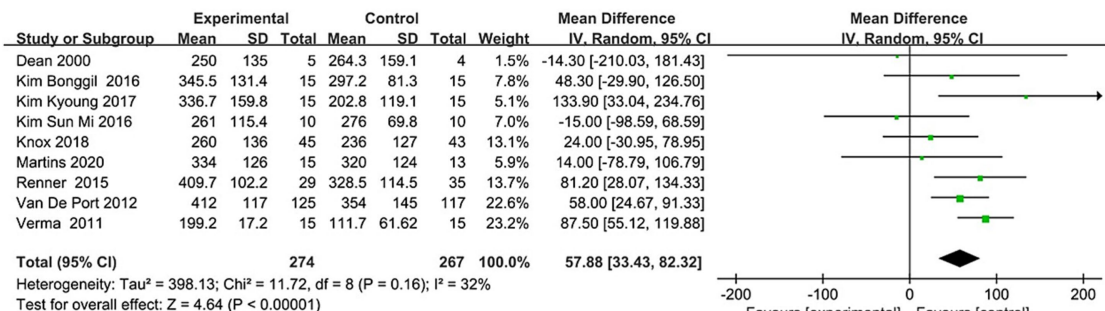 Experimental Control Mean Difference Mean Difference
Study or Subgroup Mean SD Total Mean SD Total Weight IV, Random, 95% CI IV, Random, 95% CI
Dean 2000 250 135 5 264.3 159.1 4 1.5% -14.30 [-210.03, 181.43]
Kim Bonggil 2016 345.5 131.4 15 297.2 81.3 15 7.8% 48.30 [-29.90, 126.50]
Kim Kyoung 2017 336.7 159.8 15 202.8 119.1 15 5.1% 133.90 [33.04, 234.76]
Kim Sun Mi 2016 261 115.4 10 276 69.8 10 7.0% -15.00 [-98.59, 68.59]
Knox 2018 260 136 45 236 127 43 13.1% 24.00 [-30.95, 78.95]
Martins 2020 334 126 15 320 124 13 5.9% 14.00 [-78.79, 106.79]
Renner 2015 409.7 102.2 29 328.5 114.5 35 13.7% 81.20 [28.07, 134.33]
Van De Port 2012 412 117 125 354 145 117 22.6% 58.00 [24.67, 91.33]
Verma 2011 199.2 17.2 15 111.7 61.62 15 23.2% 87.50 [55.12, 119.88]
Total (95% CI) 274 267 100.0% 57.88 [33.43, 82.32]
Heterogeneity: Tau² = 398.13; Chi² = 11.72, df = 8 (P = 0.16); I² = 32%
Test for overall effect: Z = 4.64 (P < 0.00001)
-200 -100 0 100 200
Favours [experimental] Favours [control]